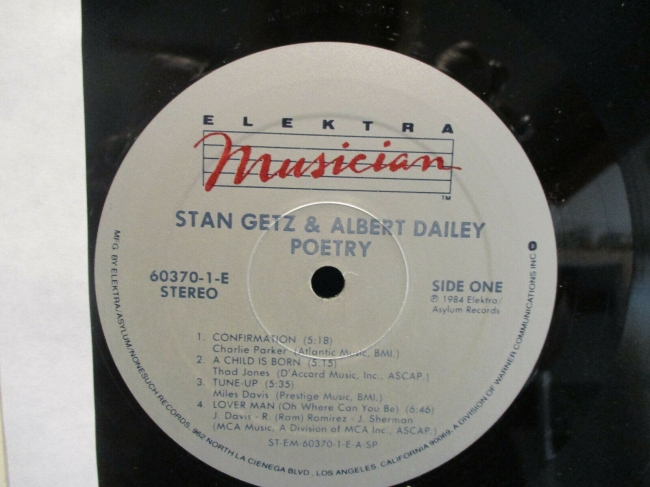 ELEKTRA
Musician
TM
STAN GETZ & ALBERT DAILEY
POETRY
60370-1-E
STEREO
SIDE ONE
℗ 1984 Elektra/
Asylum Records
1. CONFIRMATION (5:18)
Charlie Parker (Atlantic Music, BMI.)
2. A CHILD IS BORN (5:15)
Thad Jones (D'Accord Music, Inc., ASCAP.)
3. TUNE-UP (5:35)
Miles Davis (Prestige Music, BMI.)
4. LOVER MAN (Oh Where Can You Be) (6:46)
J. Davis - R. (Ram) Ramirez - J. Sherman
(MCA Music, A Division of MCA Inc., ASCAP.)
ST-EM-60370-1-E-A-SP
MFG. BY ELEKTRA/ASYLUM/NONESUCH RECORDS, 962 NORTH LA CIENEGA BLVD., LOS ANGELES, CALIFORNIA 90069, A DIVISION OF WARNER COMMUNICATIONS INC.